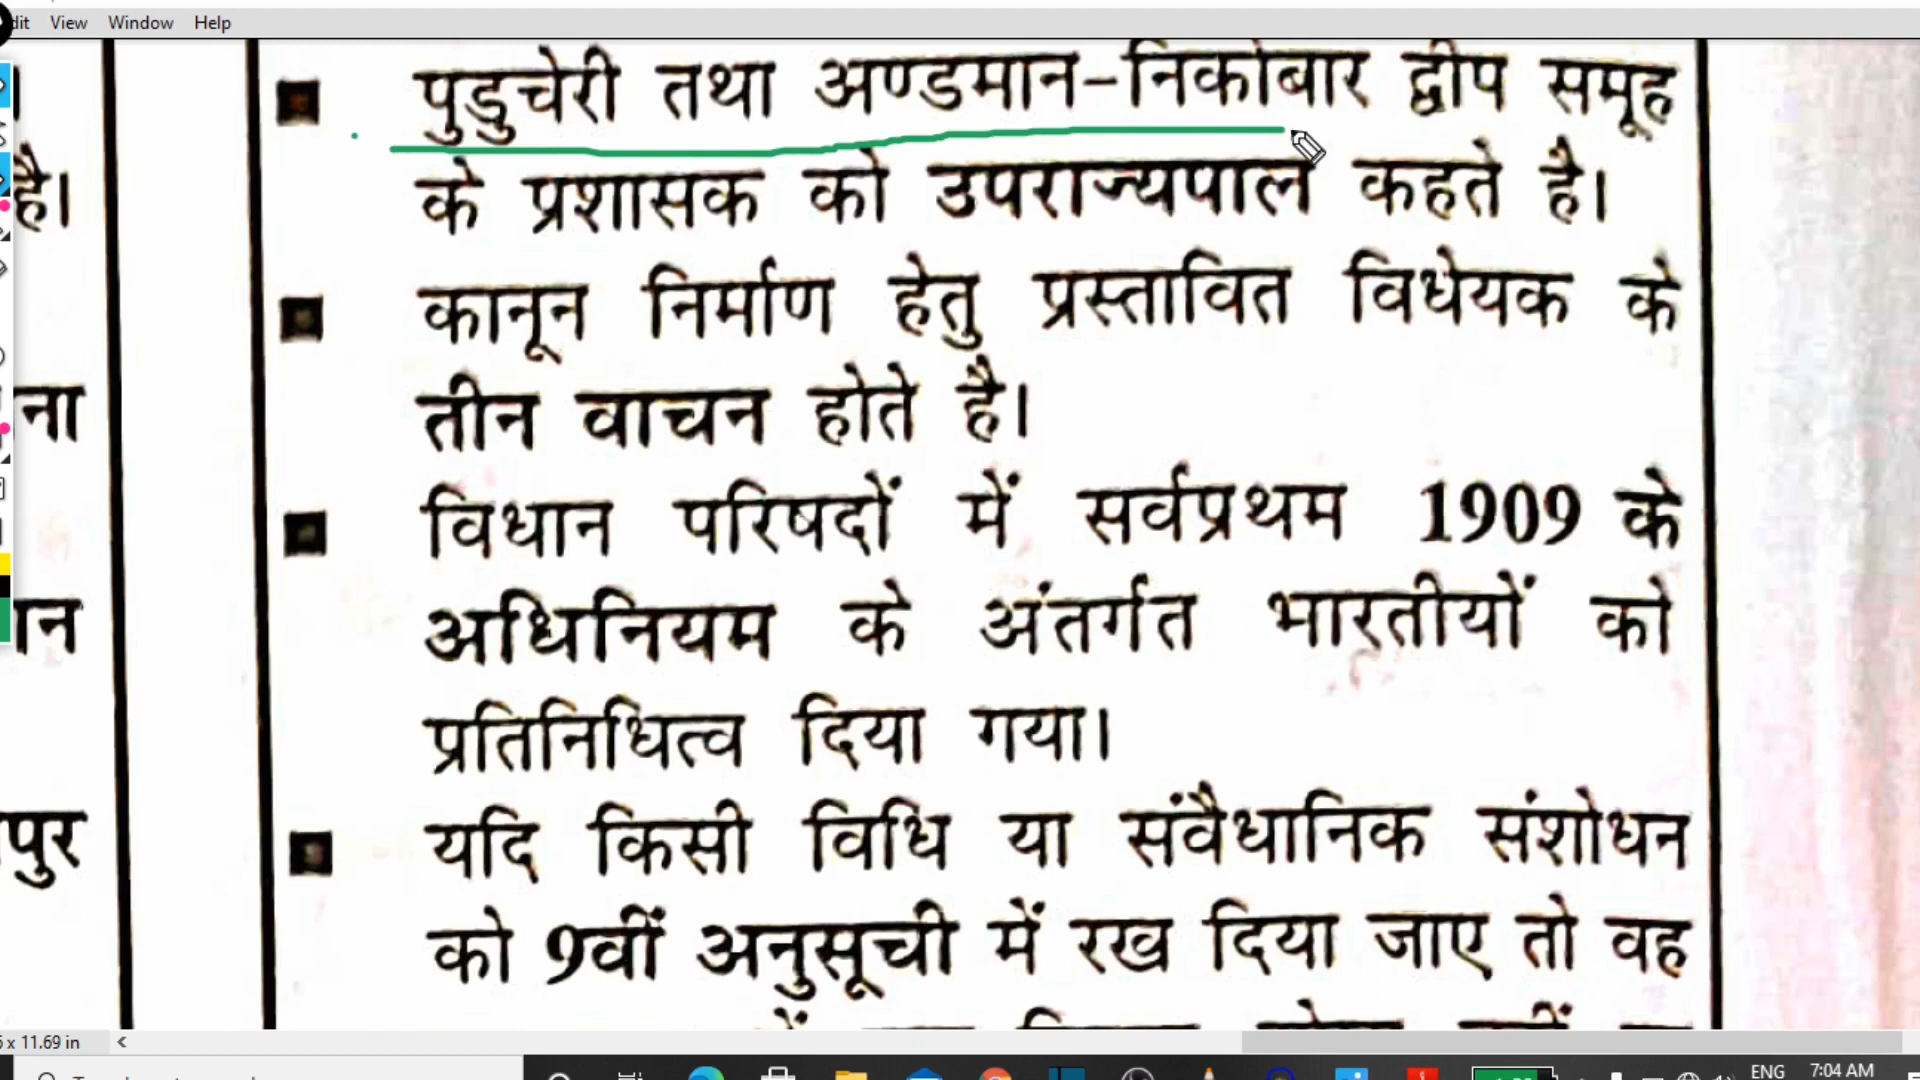 View Window Help
पुडुचेरी तथा अण्डमान-निकोबार द्वीप समूह
के प्रशासक को उपराज्यपाल कहते है।
कानून निर्माण हेतु प्रस्तावित विधेयक के
तीन वाचन होते है।
विधान परिषदों में सर्वप्रथम 1909 के
अधिनियम के अंतर्गत भारतीयों को
प्रतिनिधित्व दिया गया।
यदि किसी विधि या संवैधानिक संशोधन
को 9वीं अनुसूची में रख दिया जाए तो वह
है।
ना
पुर
x 11.69 in
ENG 7:04 AM